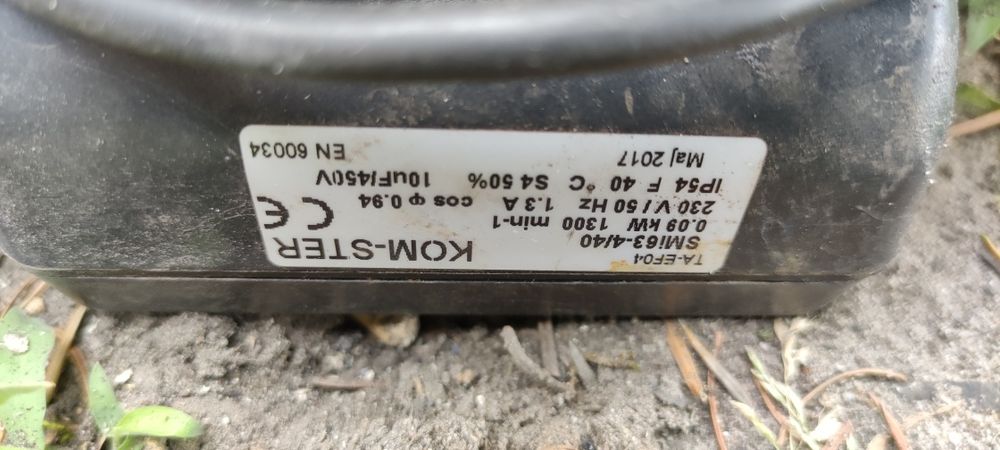 TA-EF04
SMi63-4/40
KOM-STER
0.09 kW 1300 min-1
230 V / 50 Hz 1.3 A cos φ 0.94
CE
IP54 F 40 °C S4 50% 10uF/450V
Maj 2017
EN 60034